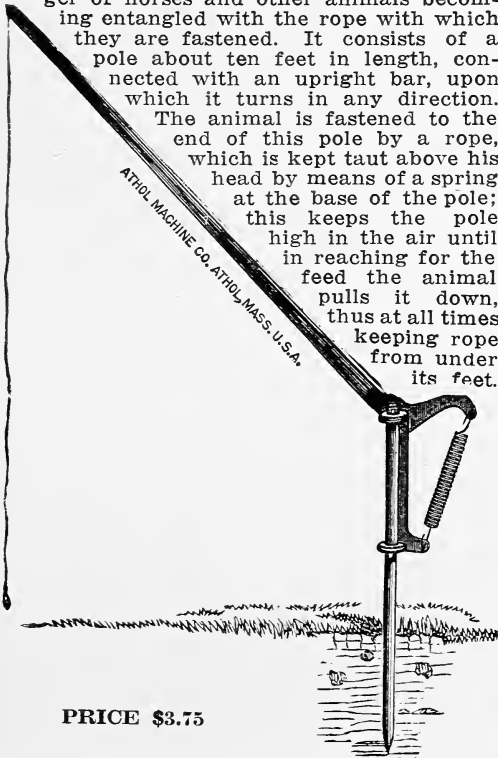 ger of horses and other animals becom-
ing entangled with the rope with which
they are fastened. It consists of a
pole about ten feet in length, con-
nected with an upright bar, upon
which it turns in any direction.
The animal is fastened to the
end of this pole by a rope,
which is kept taut above his
head by means of a spring
at the base of the pole;
this keeps the pole
high in the air until
in reaching for the
feed the animal
pulls it down,
thus at all times
keeping rope
from under
its feet.
ATHOL MACHINE CO. ATHOL, MASS. U.S.A.
PRICE $3.75